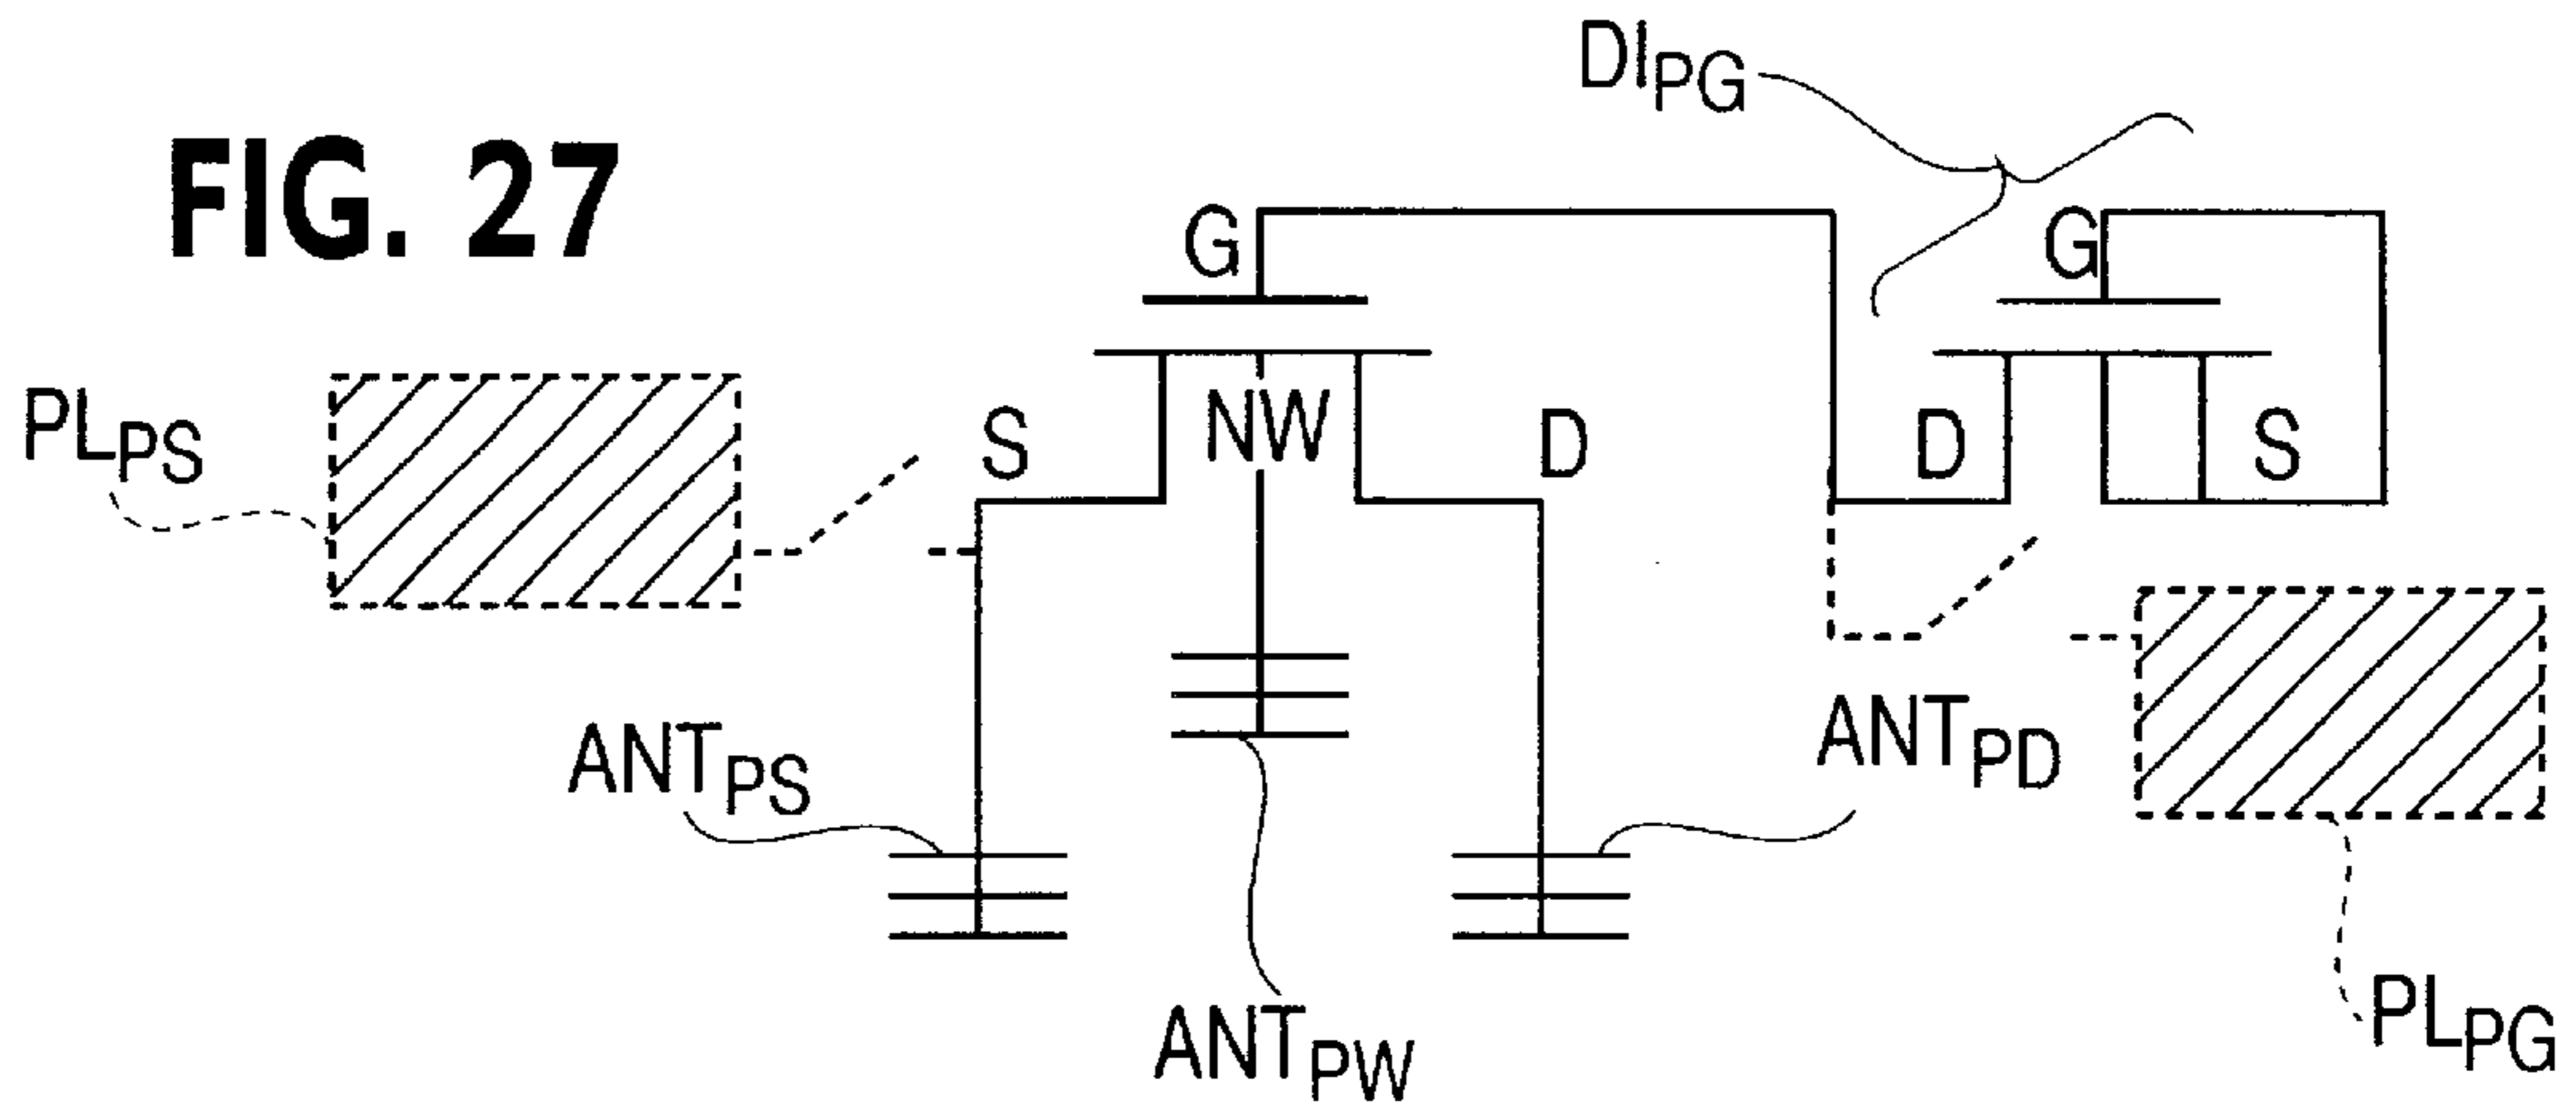 FIG. 27
DIPG
G
G
PLPS
S
NW
D
D
S
ANTPS
ANTPD
ANTPW
PLPG